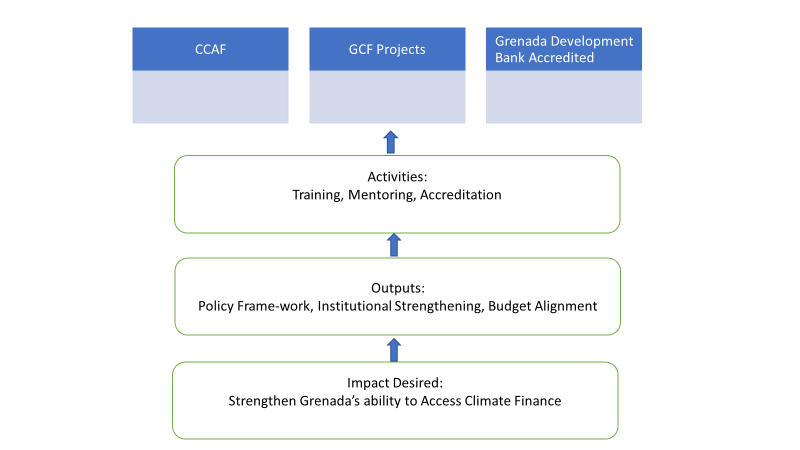 CCAF
GCF Projects
Grenada Development
Bank Accredited
Activities:
Training, Mentoring, Accreditation
Outputs:
Policy Frame-work, Institutional Strengthening, Budget Alignment
Impact Desired:
Strengthen Grenada’s ability to Access Climate Finance